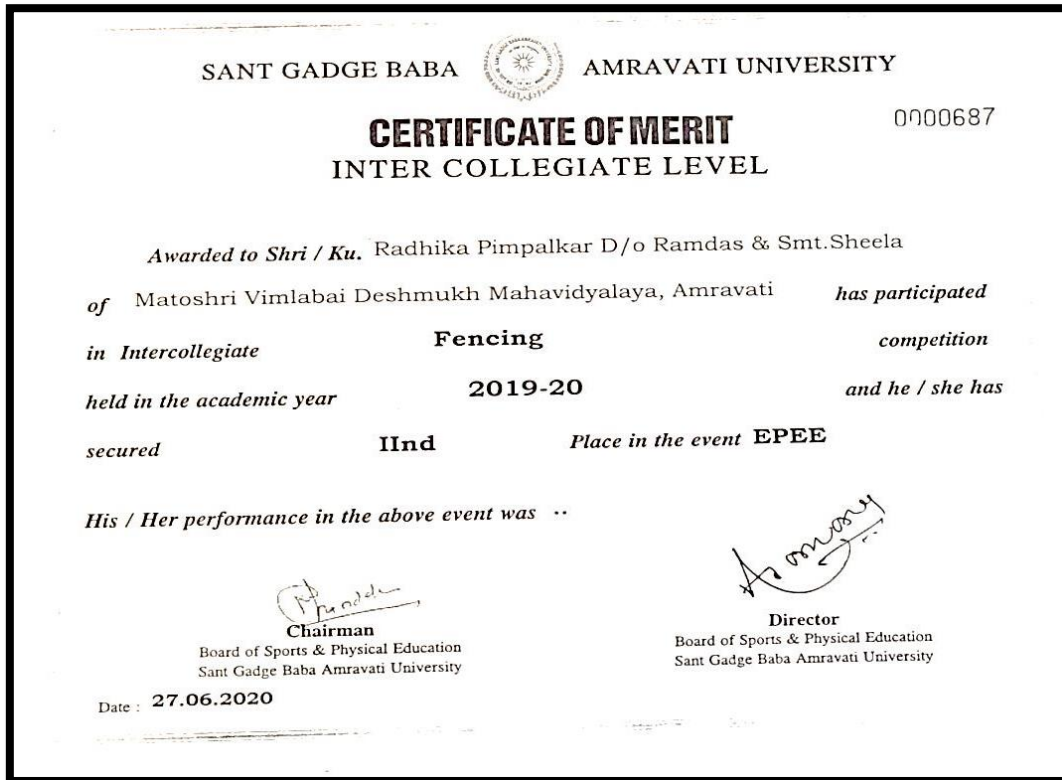 SANT GADGE BABA AMRAVATI UNIVERSITY
CERTIFICATE OF MERIT
0000687
INTER COLLEGIATE LEVEL
Awarded to Shri / Ku. Radhika Pimpalkar D/o Ramdas & Smt.Sheela
of Matoshri Vimlabai Deshmukh Mahavidyalaya, Amravati has participated
in Intercollegiate Fencing competition
held in the academic year 2019-20 and he / she has
secured IInd Place in the event EPEE
His / Her performance in the above event was ..
Chairman
Board of Sports & Physical Education
Sant Gadge Baba Amravati University
Director
Board of Sports & Physical Education
Sant Gadge Baba Amravati University
Date : 27.06.2020